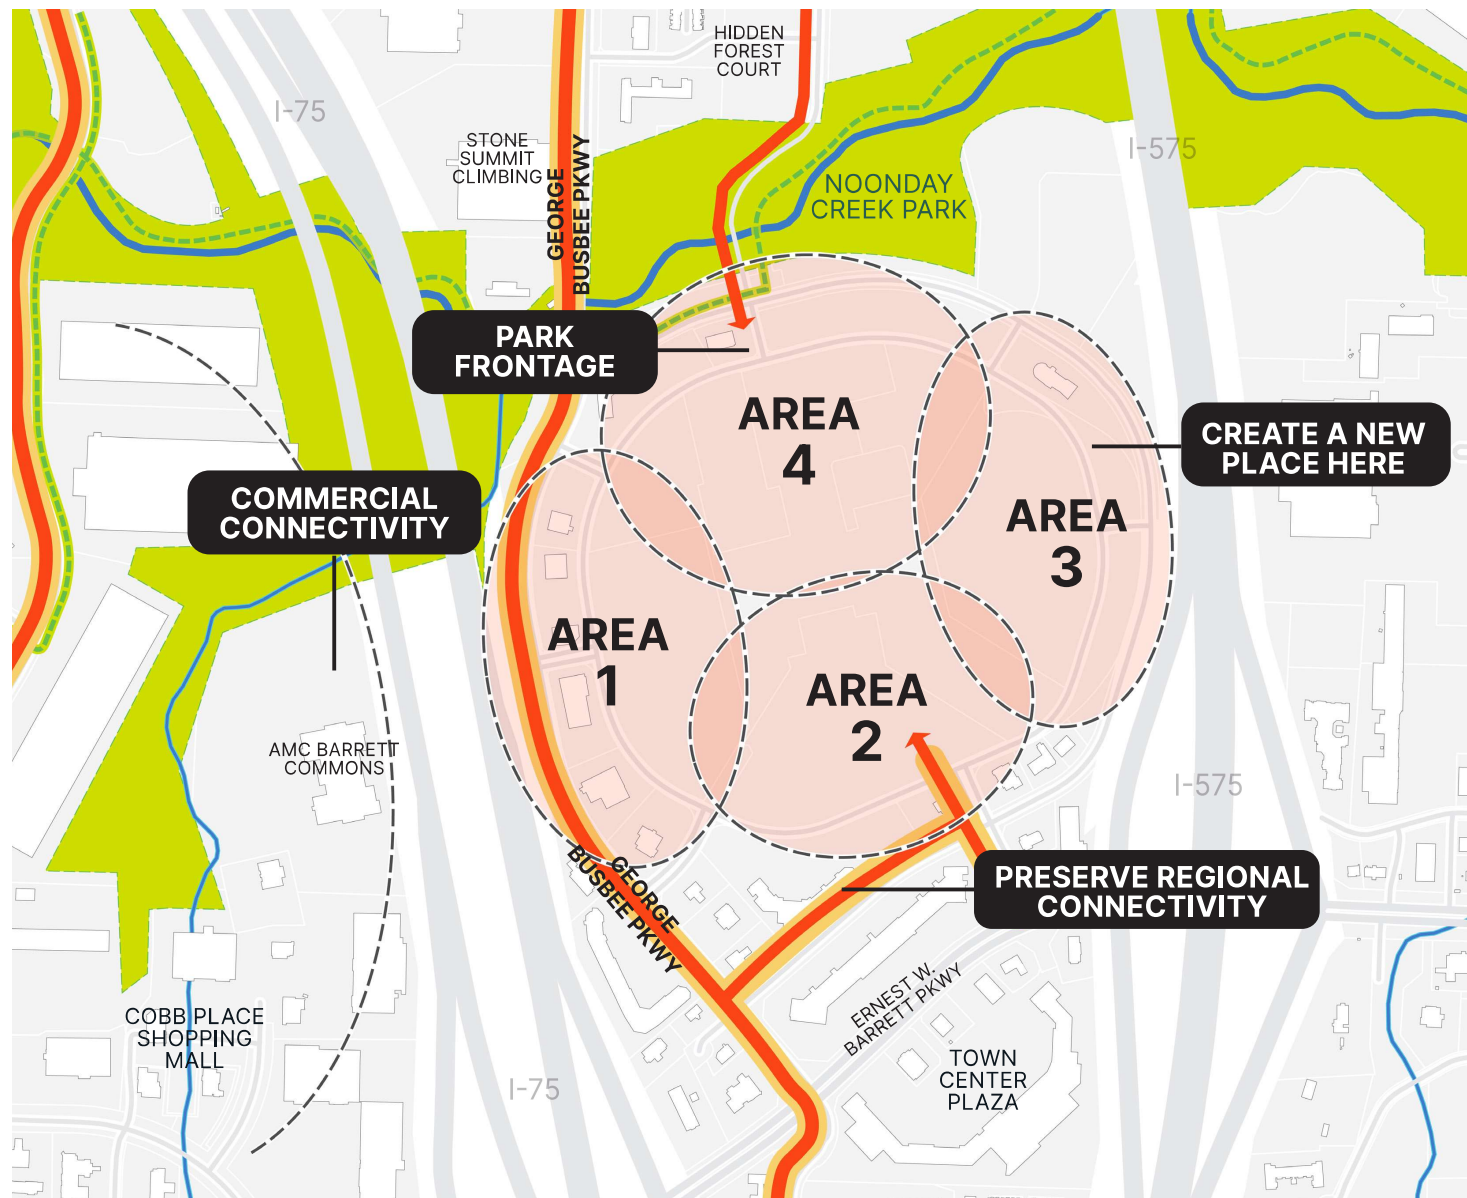 HIDDEN
FOREST
COURT
I-75
STONE
SUMMIT
CLIMBING
GEORGE
BUSBEE PKWY
I-575
NOONDAY
CREEK PARK
PARK
FRONTAGE
AREA
4
CREATE A NEW
PLACE HERE
COMMERCIAL
CONNECTIVITY
AREA
3
AREA
1
AREA
2
AMC BARRETT
COMMONS
I-575
GEORGE
BUSBEE PKWY
PRESERVE REGIONAL
CONNECTIVITY
ERNEST W.
BARRETT PKWY
COBB PLACE
SHOPPING
MALL
TOWN
CENTER
PLAZA
I-75